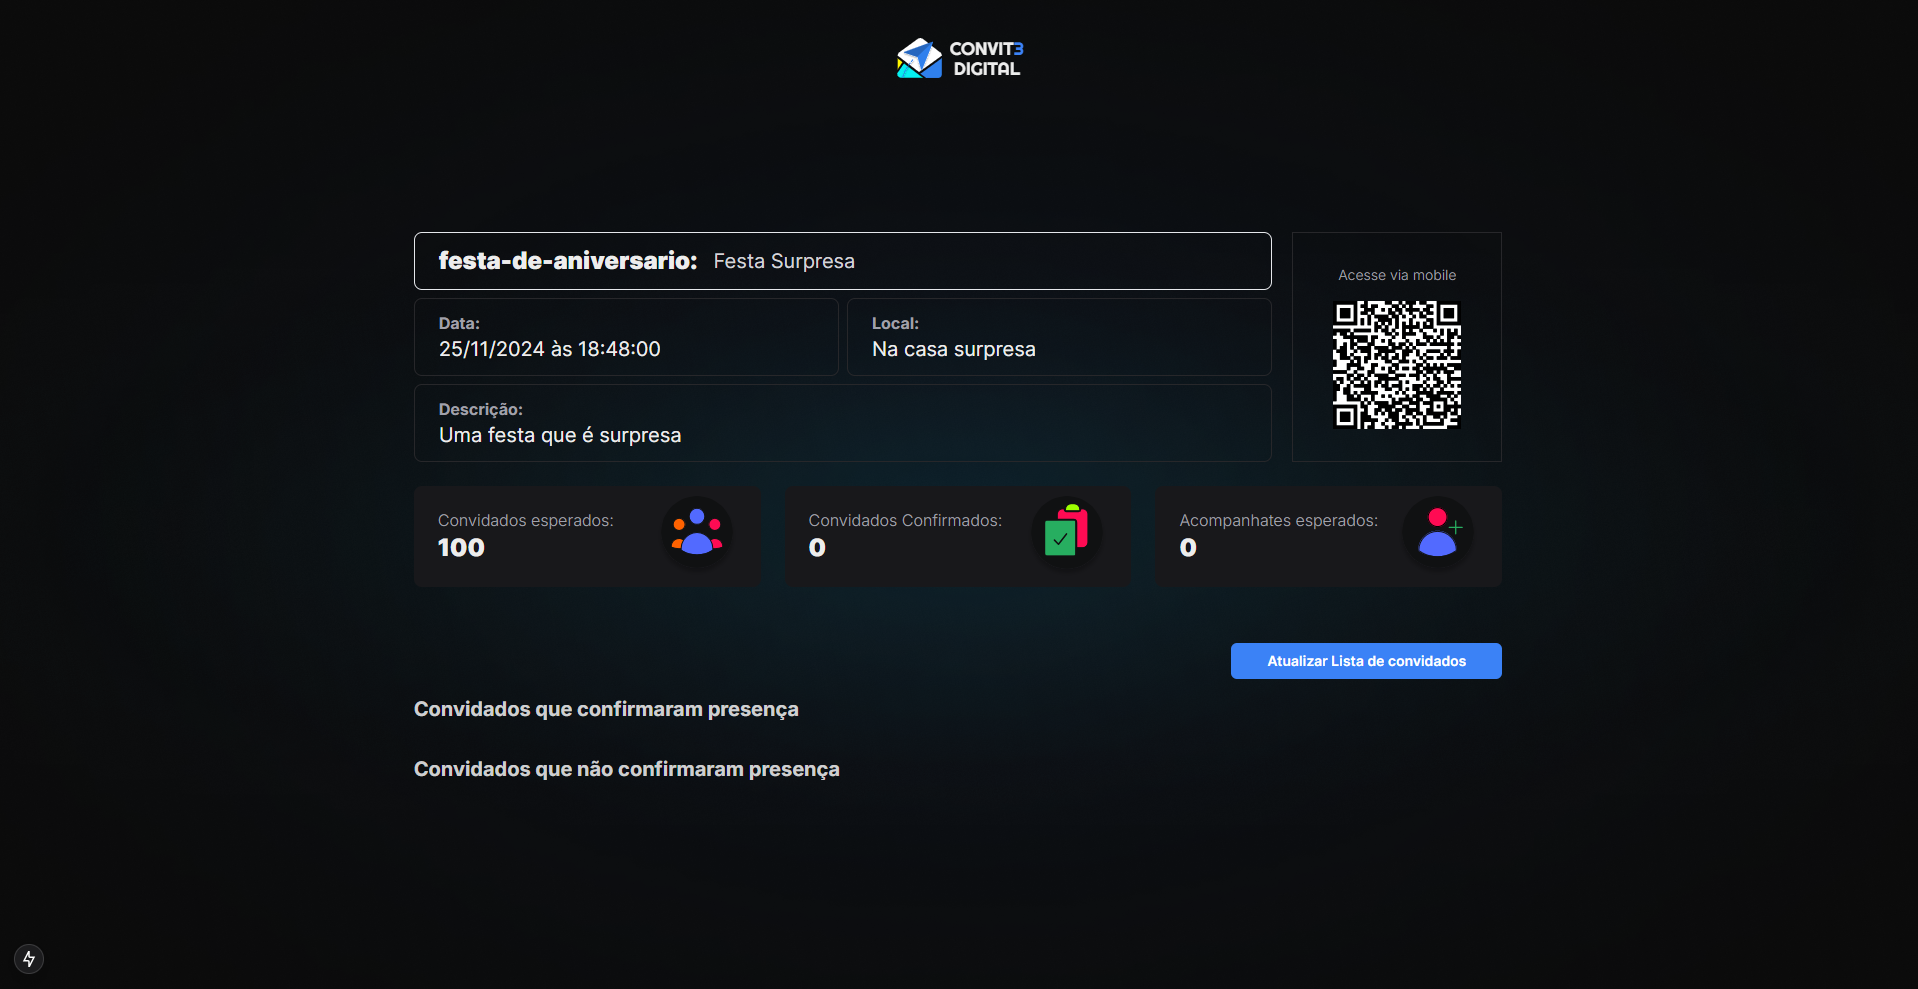 CONVIT3
DIGITAL
festa-de-aniversario: Festa Surpresa
Acesse via mobile
Data:
25/11/2024 às 18:48:00
Local:
Na casa surpresa
Descrição:
Uma festa que é surpresa
Convidados esperados:
100
Convidados Confirmados:
0
Acompanhates esperados:
0
Atualizar Lista de convidados
Convidados que confirmaram presença
Convidados que não confirmaram presença